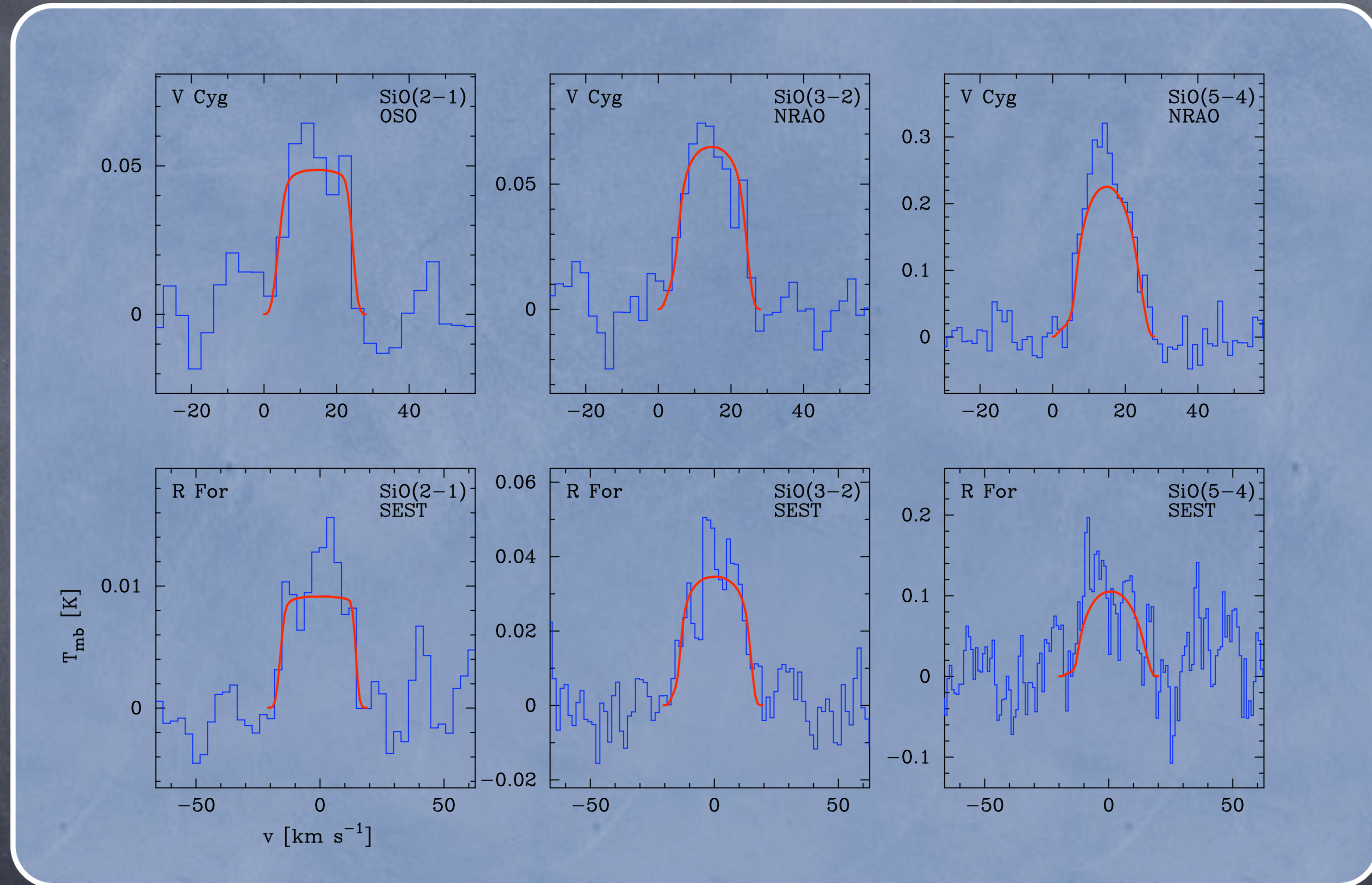 V Cyg SiO(2−1)
OSO
0.05
0
−20 0 20 40
V Cyg SiO(3−2)
NRAO
0.05
0
−20 0 20 40
V Cyg SiO(5−4)
NRAO
0.3
0.2
0.1
0
−20 0 20 40
R For SiO(2−1)
SEST
0.01
0
−50 0 50
T_mb [K]
v [km s⁻¹]
R For SiO(3−2)
SEST
0.06
0.04
0.02
0
−0.02
−50 0 50
R For SiO(5−4)
SEST
0.2
0.1
0
−0.1
−50 0 50